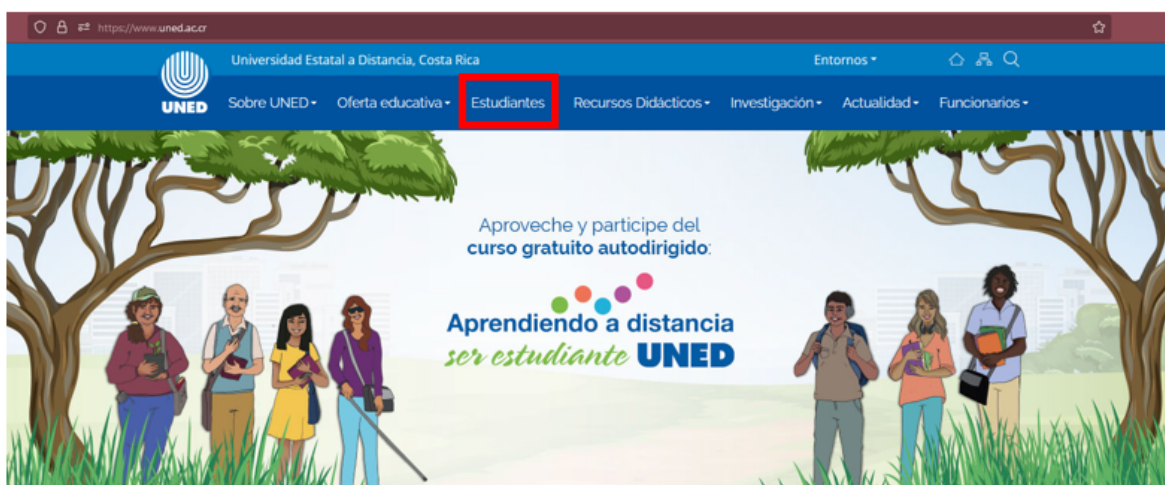 https://www.uned.ac.cr
Universidad Estatal a Distancia, Costa Rica
Entornos
UNED
Sobre UNED
Oferta educativa
Estudiantes
Recursos Didácticos
Investigación
Actualidad
Funcionarios
Aproveche y participe del
curso gratuito autodirigido:
Aprendiendo a distancia
ser estudiante UNED